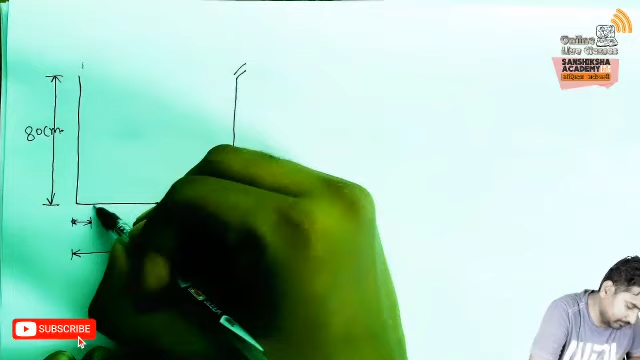 Online
Live Classes
SANSHIKSHA
ACADEMY
80cm
SUBSCRIBE